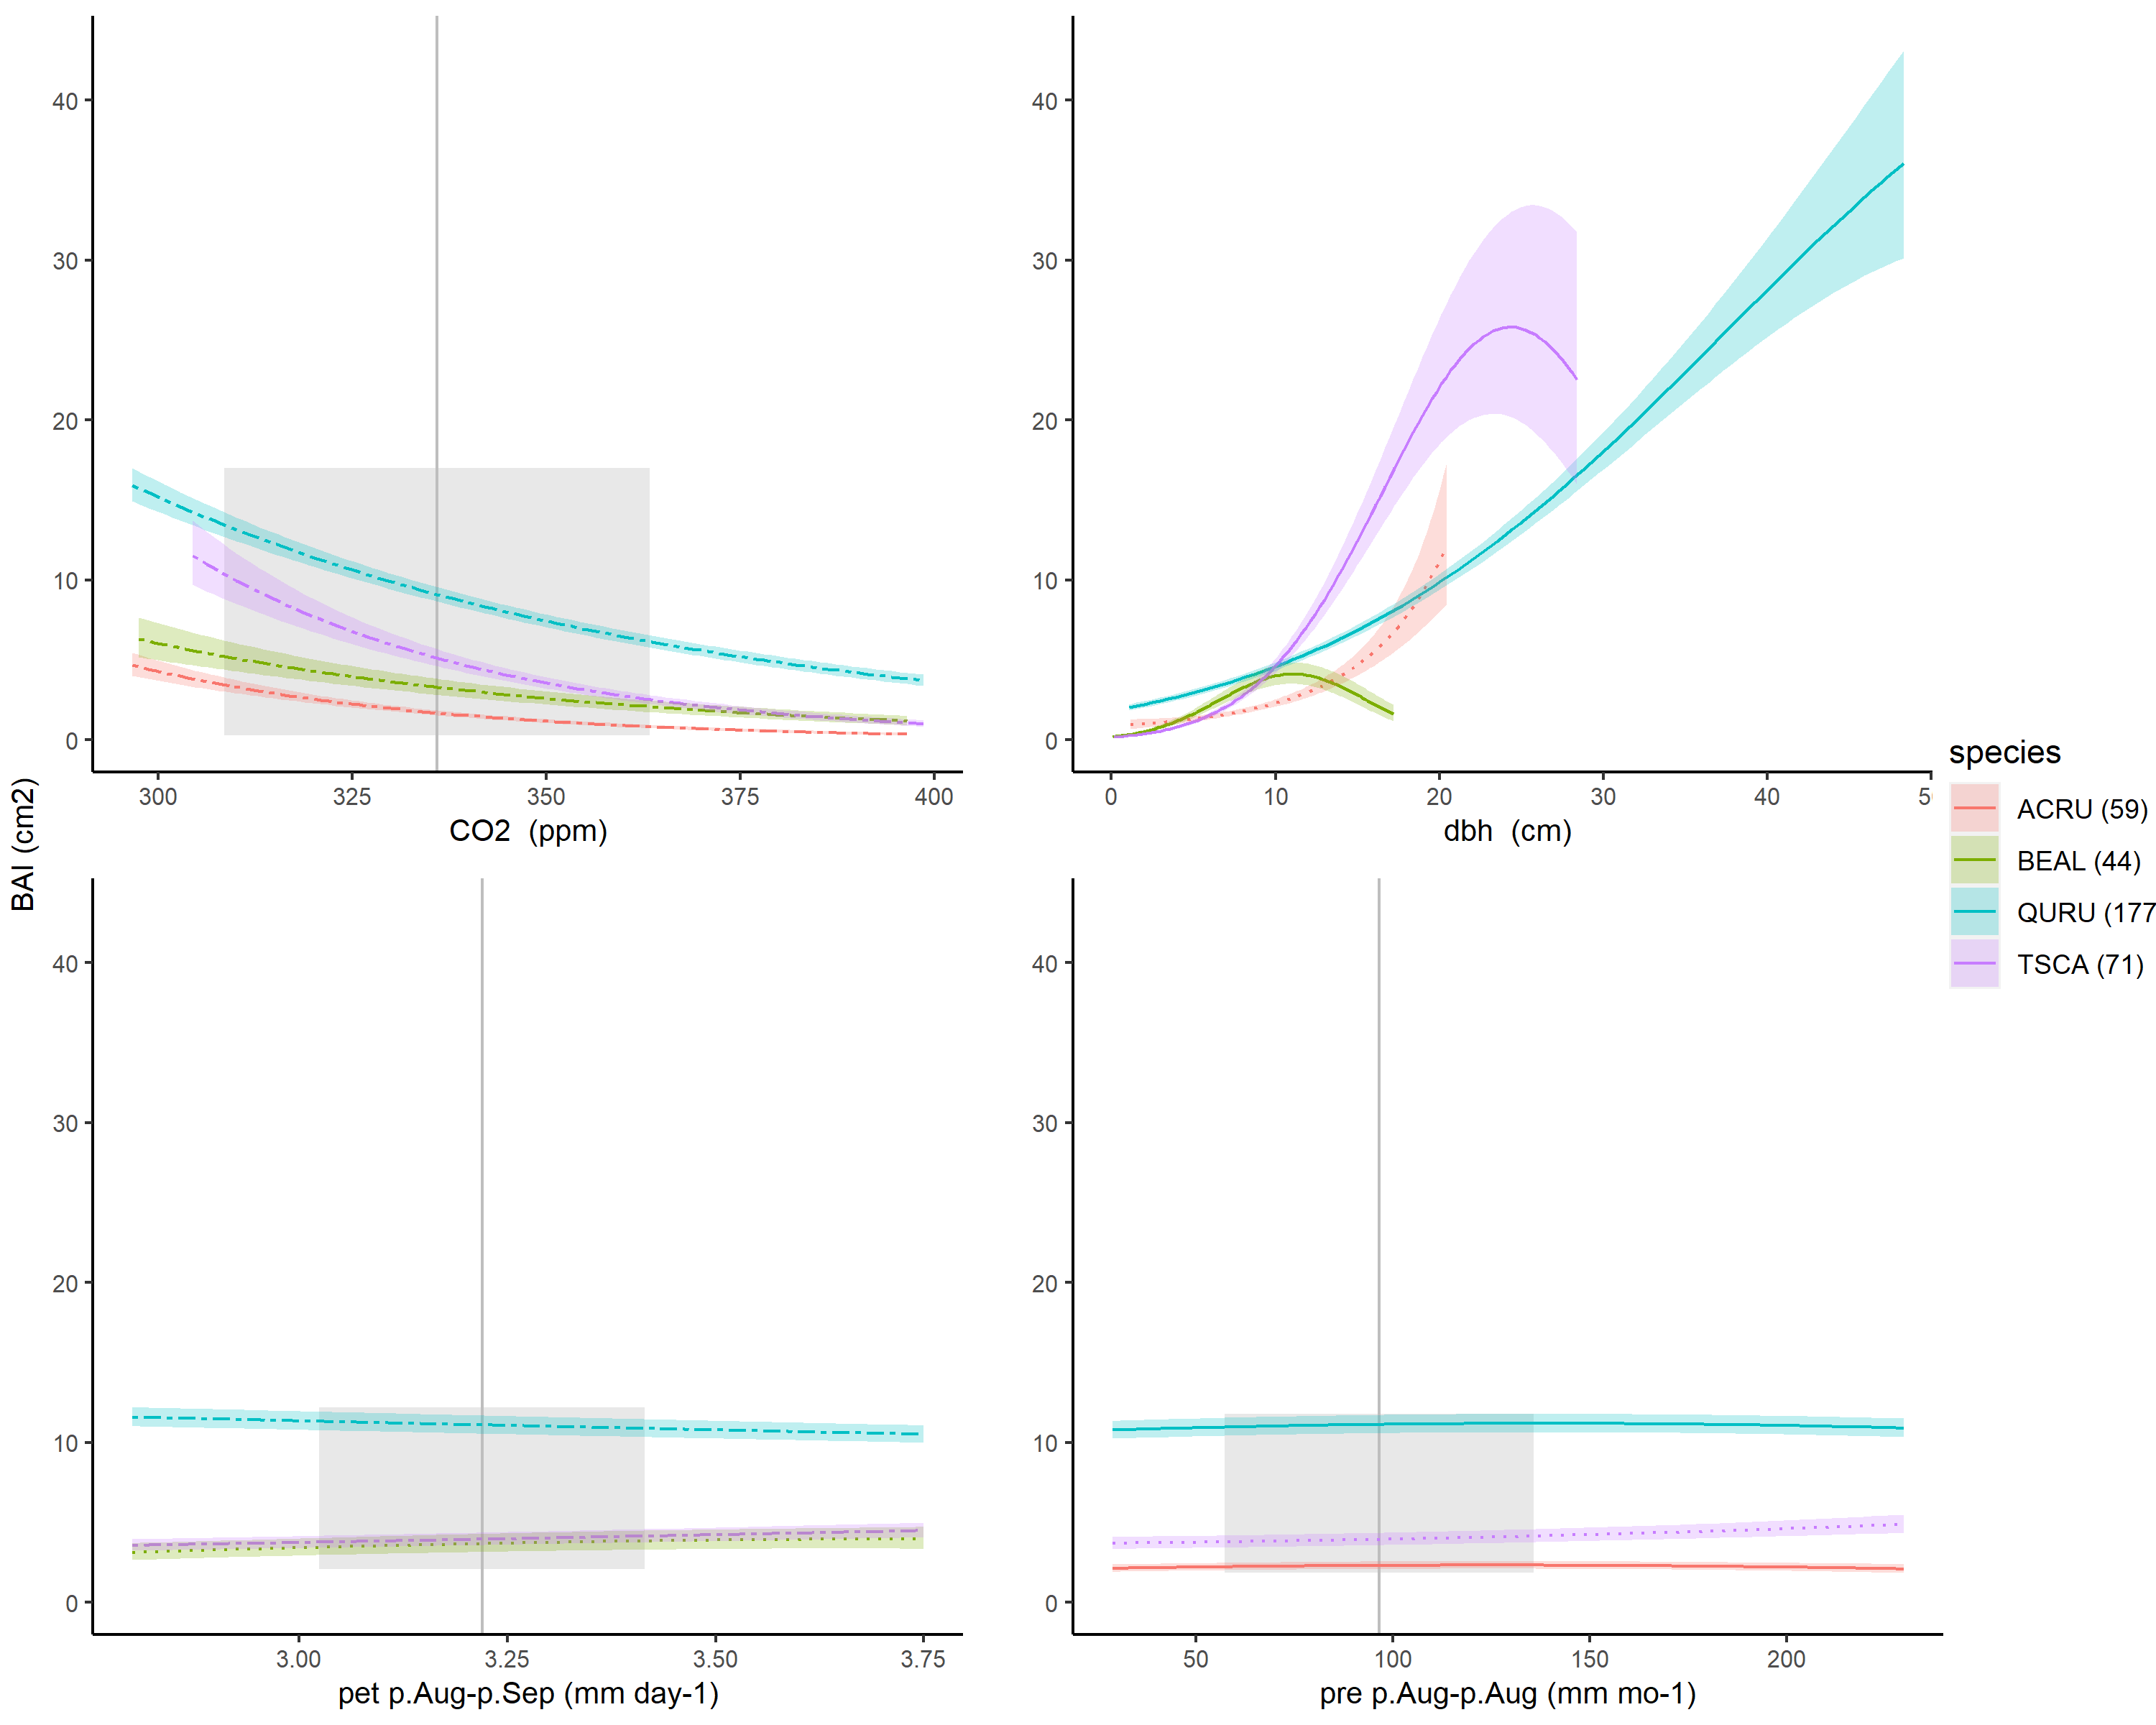 BAI (cm2)
40
30
20
10
0
300 325 350 375 400
CO2 (ppm)
40
30
20
10
0
0 10 20 30 40 5
dbh (cm)
40
30
20
10
0
3.00 3.25 3.50 3.75
pet p.Aug-p.Sep (mm day-1)
40
30
20
10
0
50 100 150 200
pre p.Aug-p.Aug (mm mo-1)
species
ACRU (59)
BEAL (44)
QURU (177
TSCA (71)